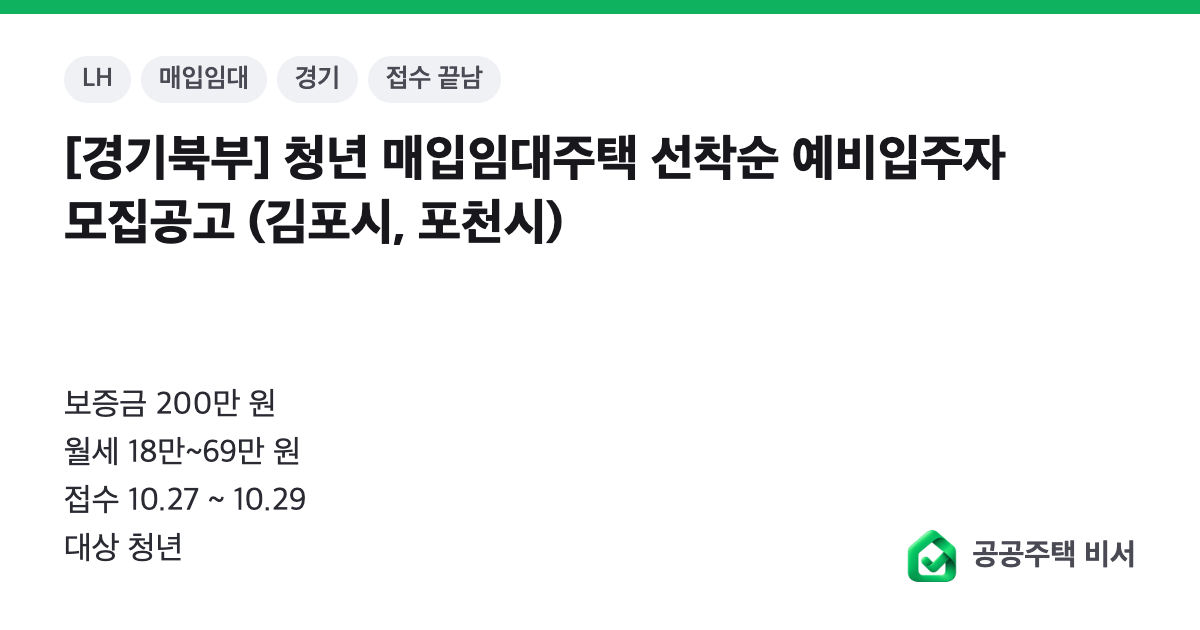 LH 매입임대 경기 접수 끝남
[경기북부] 청년 매입임대주택 선착순 예비입주자
모집공고 (김포시, 포천시)
보증금 200만 원
월세 18만~69만 원
접수 10.27 ~ 10.29
대상 청년
공공주택 비서